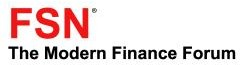 FSN®
The Modern Finance Forum